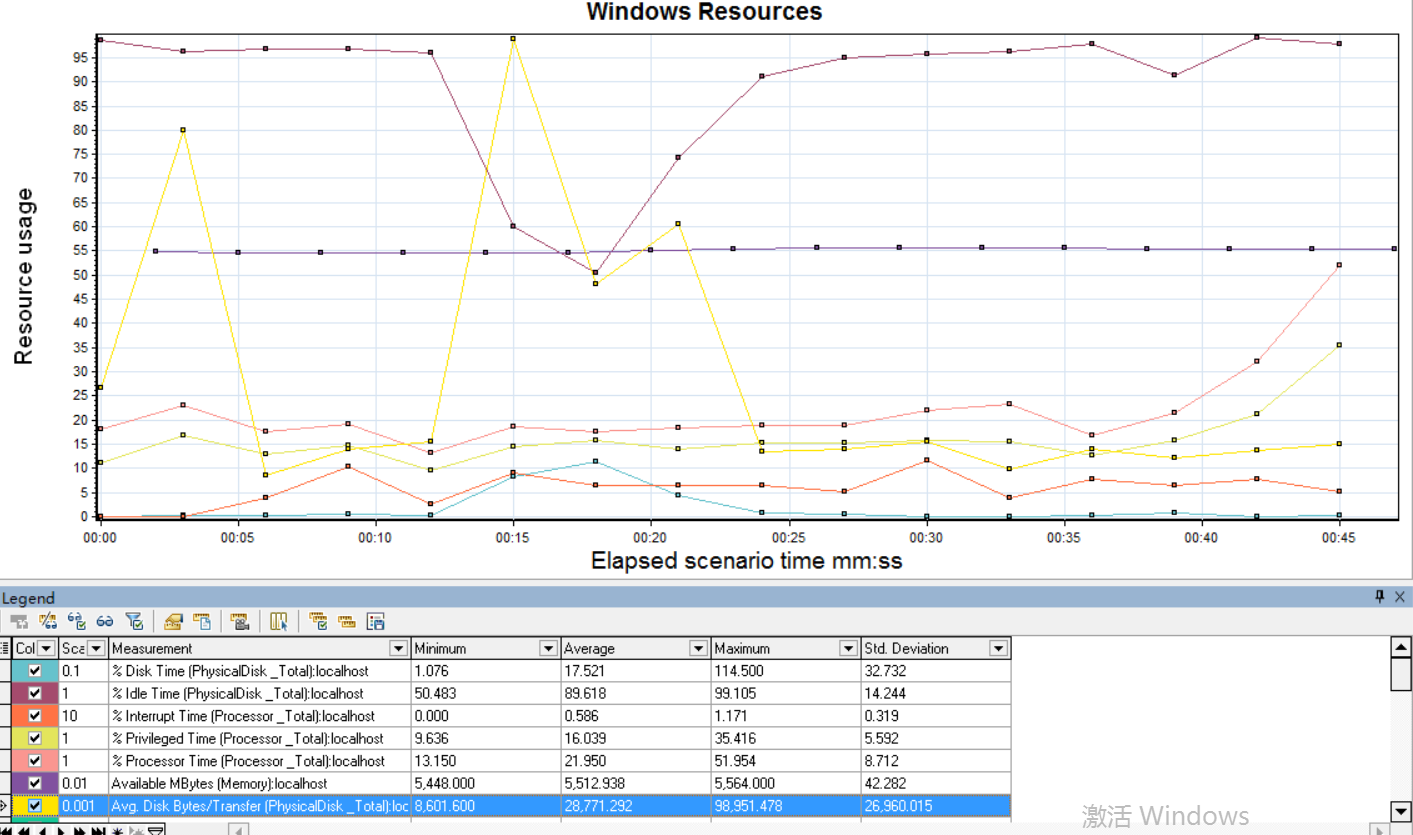 Windows Resources
95
90
85
80
75
70
65
60
55
50
45
40
35
30
25
20
15
10
5
0
Resource usage
00:00 00:05 00:10 00:15 00:20 00:25 00:30 00:35 00:40 00:45
Elapsed scenario time mm:ss
Legend
Col Sca Measurement Minimum Average Maximum Std. Deviation
0.1 % Disk Time (PhysicalDisk _Total):localhost 1.076 17.521 114.500 32.732
1 % Idle Time (PhysicalDisk _Total):localhost 50.483 89.618 99.105 14.244
10 % Interrupt Time (Processor _Total):localhost 0.000 0.586 1.171 0.319
1 % Privileged Time (Processor _Total):localhost 9.636 16.039 35.416 5.592
1 % Processor Time (Processor _Total):localhost 13.150 21.950 51.954 8.712
0.01 Available MBytes (Memory):localhost 5,448.000 5,512.938 5,564.000 42.282
0.001 Avg. Disk Bytes/Transfer (PhysicalDisk _Total):loc 8,601.600 28,771.292 98,951.478 26,960.015
激活 Windows